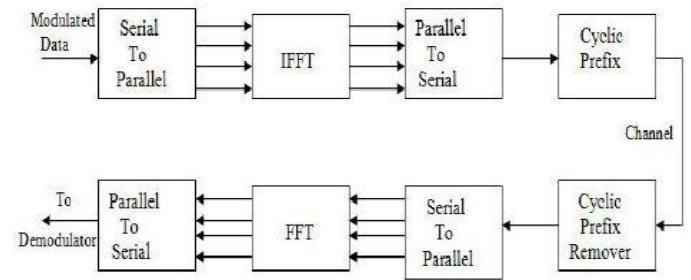 Modulated
Data
Serial
To
Parallel
IFFT
Parallel
To
Serial
Cyclic
Prefix
Channel
To
Demodulator
Parallel
To
Serial
FFT
Serial
To
Parallel
Cyclic
Prefix
Remover